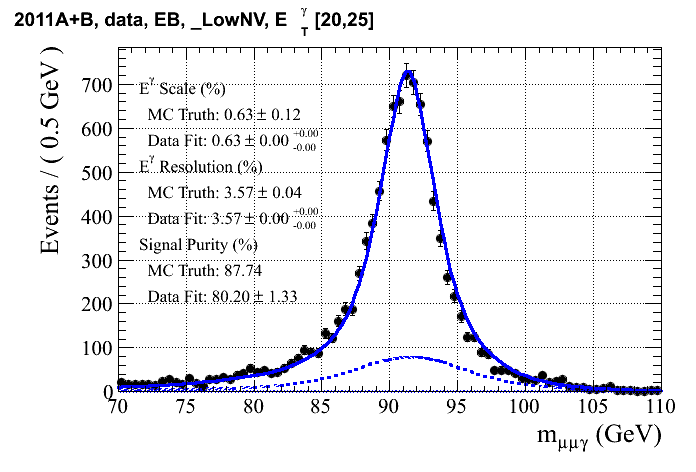 2011A+B, data, EB, _LowNV, E γ T [20,25]
Events / ( 0.5 GeV )
700
600
500
400
300
200
100
0
Eγ Scale (%)
MC Truth: 0.63 ± 0.12
Data Fit: 0.63 ± 0.00 +0.00 -0.00
Eγ Resolution (%)
MC Truth: 3.57 ± 0.04
Data Fit: 3.57 ± 0.00 +0.00 -0.00
Signal Purity (%)
MC Truth: 87.74
Data Fit: 80.20 ± 1.33
70 75 80 85 90 95 100 105 110
mμμγ (GeV)